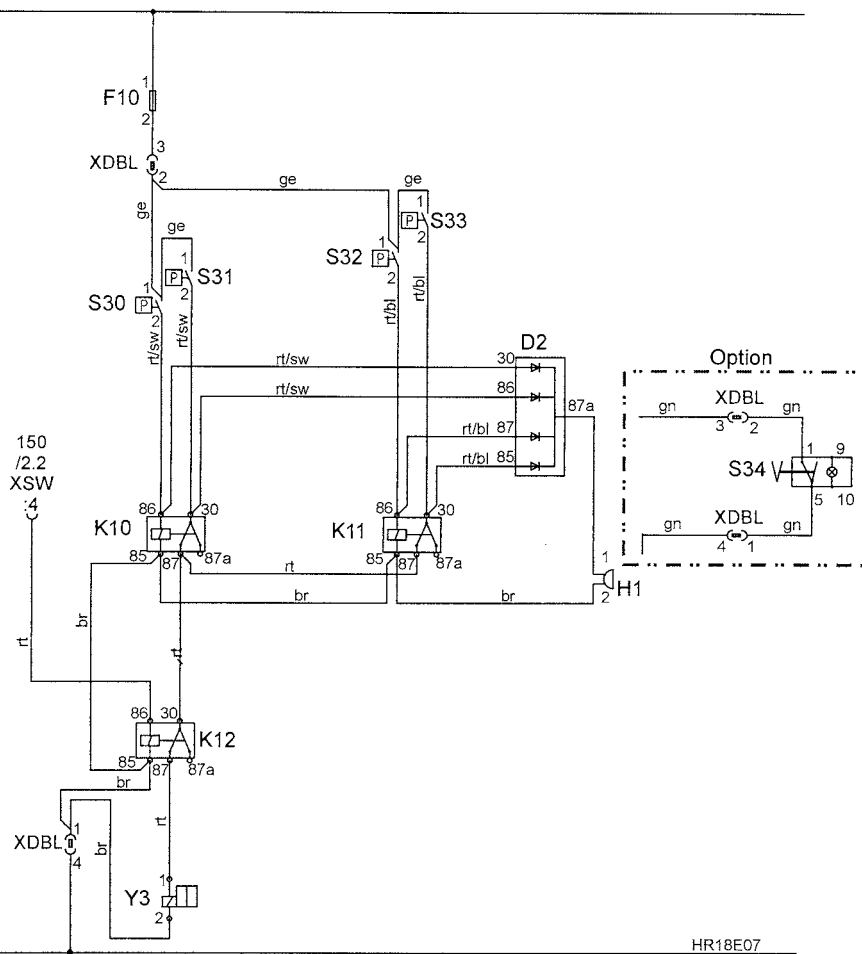 1
F10
2
3
XDBL
2
ge
ge
ge
1
S33
P
2
ge
1
S32
P
2
1
S31
P
2
1
S30
P
2
rt/sw
rt/sw
rt/bl
rt/bl
D2
rt/sw
30
rt/sw
86
87a
rt/bl
87
rt/bl
85
Option
XDBL
gn
gn
3
2
1
9
S34
5
10
XDBL
gn
gn
4
1
150
/2.2
XSW
:4
86
30
K10
85
87
87a
86
30
K11
85
87
87a
rt
br
br
1
H1
2
br
rt
rt
86
30
K12
85
87
87a
br
rt
1
XDBL
4
br
1
Y3
2
HR18E07